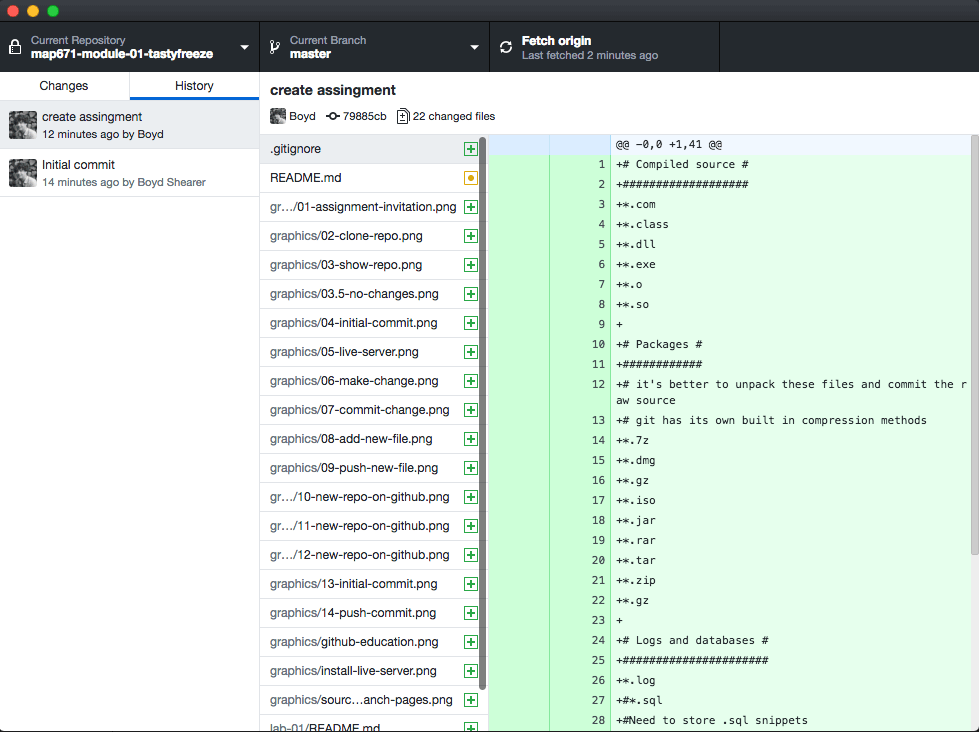 Current Repository
map671-module-01-tastyfreeze
Current Branch
master
Fetch origin
Last fetched 2 minutes ago
Changes
History
create assingment
12 minutes ago by Boyd
Initial commit
14 minutes ago by Boyd Shearer
create assingment
Boyd 79885cb 22 changed files
.gitignore
README.md
gr…/01-assignment-invitation.png
graphics/02-clone-repo.png
graphics/03-show-repo.png
graphics/03.5-no-changes.png
graphics/04-initial-commit.png
graphics/05-live-server.png
graphics/06-make-change.png
graphics/07-commit-change.png
graphics/08-add-new-file.png
graphics/09-push-new-file.png
gr…/10-new-repo-on-github.png
gr…/11-new-repo-on-github.png
gr…/12-new-repo-on-github.png
graphics/13-initial-commit.png
graphics/14-push-commit.png
graphics/github-education.png
graphics/install-live-server.png
graphics/sourc…anch-pages.png
lab-01/README.md
@@ -0,0 +1,41 @@
1 +# Compiled source #
2 +###################
3 +*.com
4 +*.class
5 +*.dll
6 +*.exe
7 +*.o
8 +*.so
9 +
10 +# Packages #
11 +############
12 +# it's better to unpack these files and commit the r
aw source
13 +# git has its own built in compression methods
14 +*.7z
15 +*.dmg
16 +*.gz
17 +*.iso
18 +*.jar
19 +*.rar
20 +*.tar
21 +*.zip
22 +*.gz
23 +
24 +# Logs and databases #
25 +######################
26 +*.log
27 +#*.sql
28 +#Need to store .sql snippets